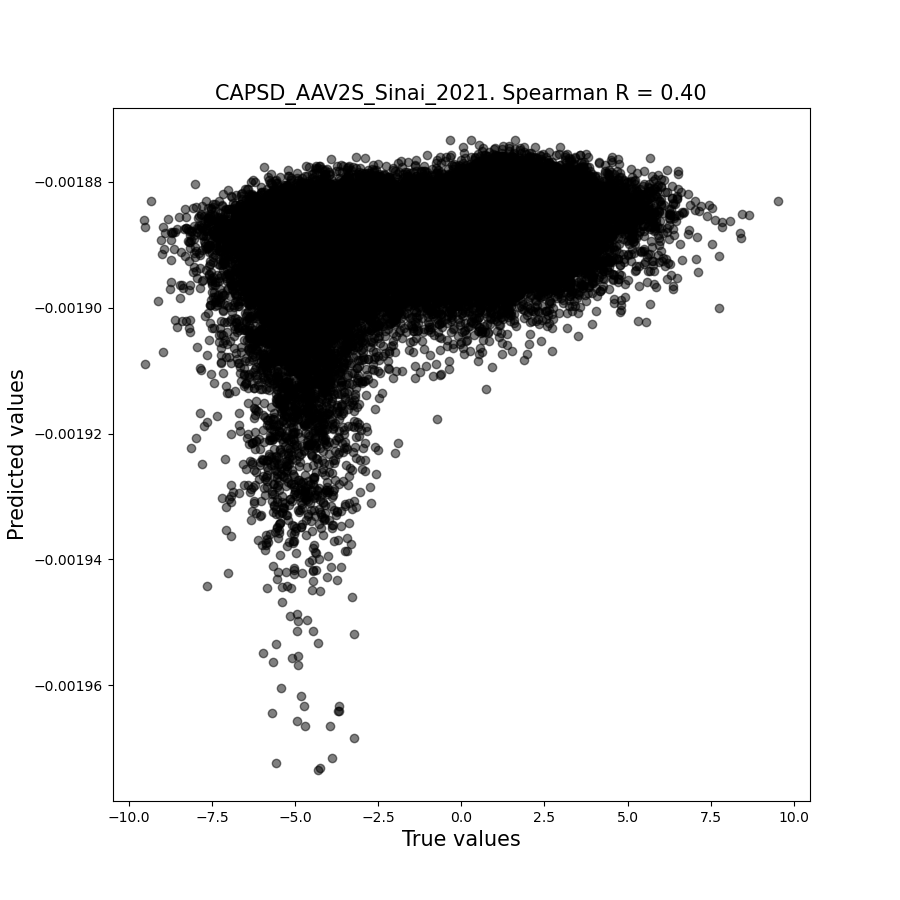 CAPSD_AAV2S_Sinai_2021. Spearman R = 0.40
Predicted values
−0.00188
−0.00190
−0.00192
−0.00194
−0.00196
−10.0 −7.5 −5.0 −2.5 0.0 2.5 5.0 7.5 10.0
True values